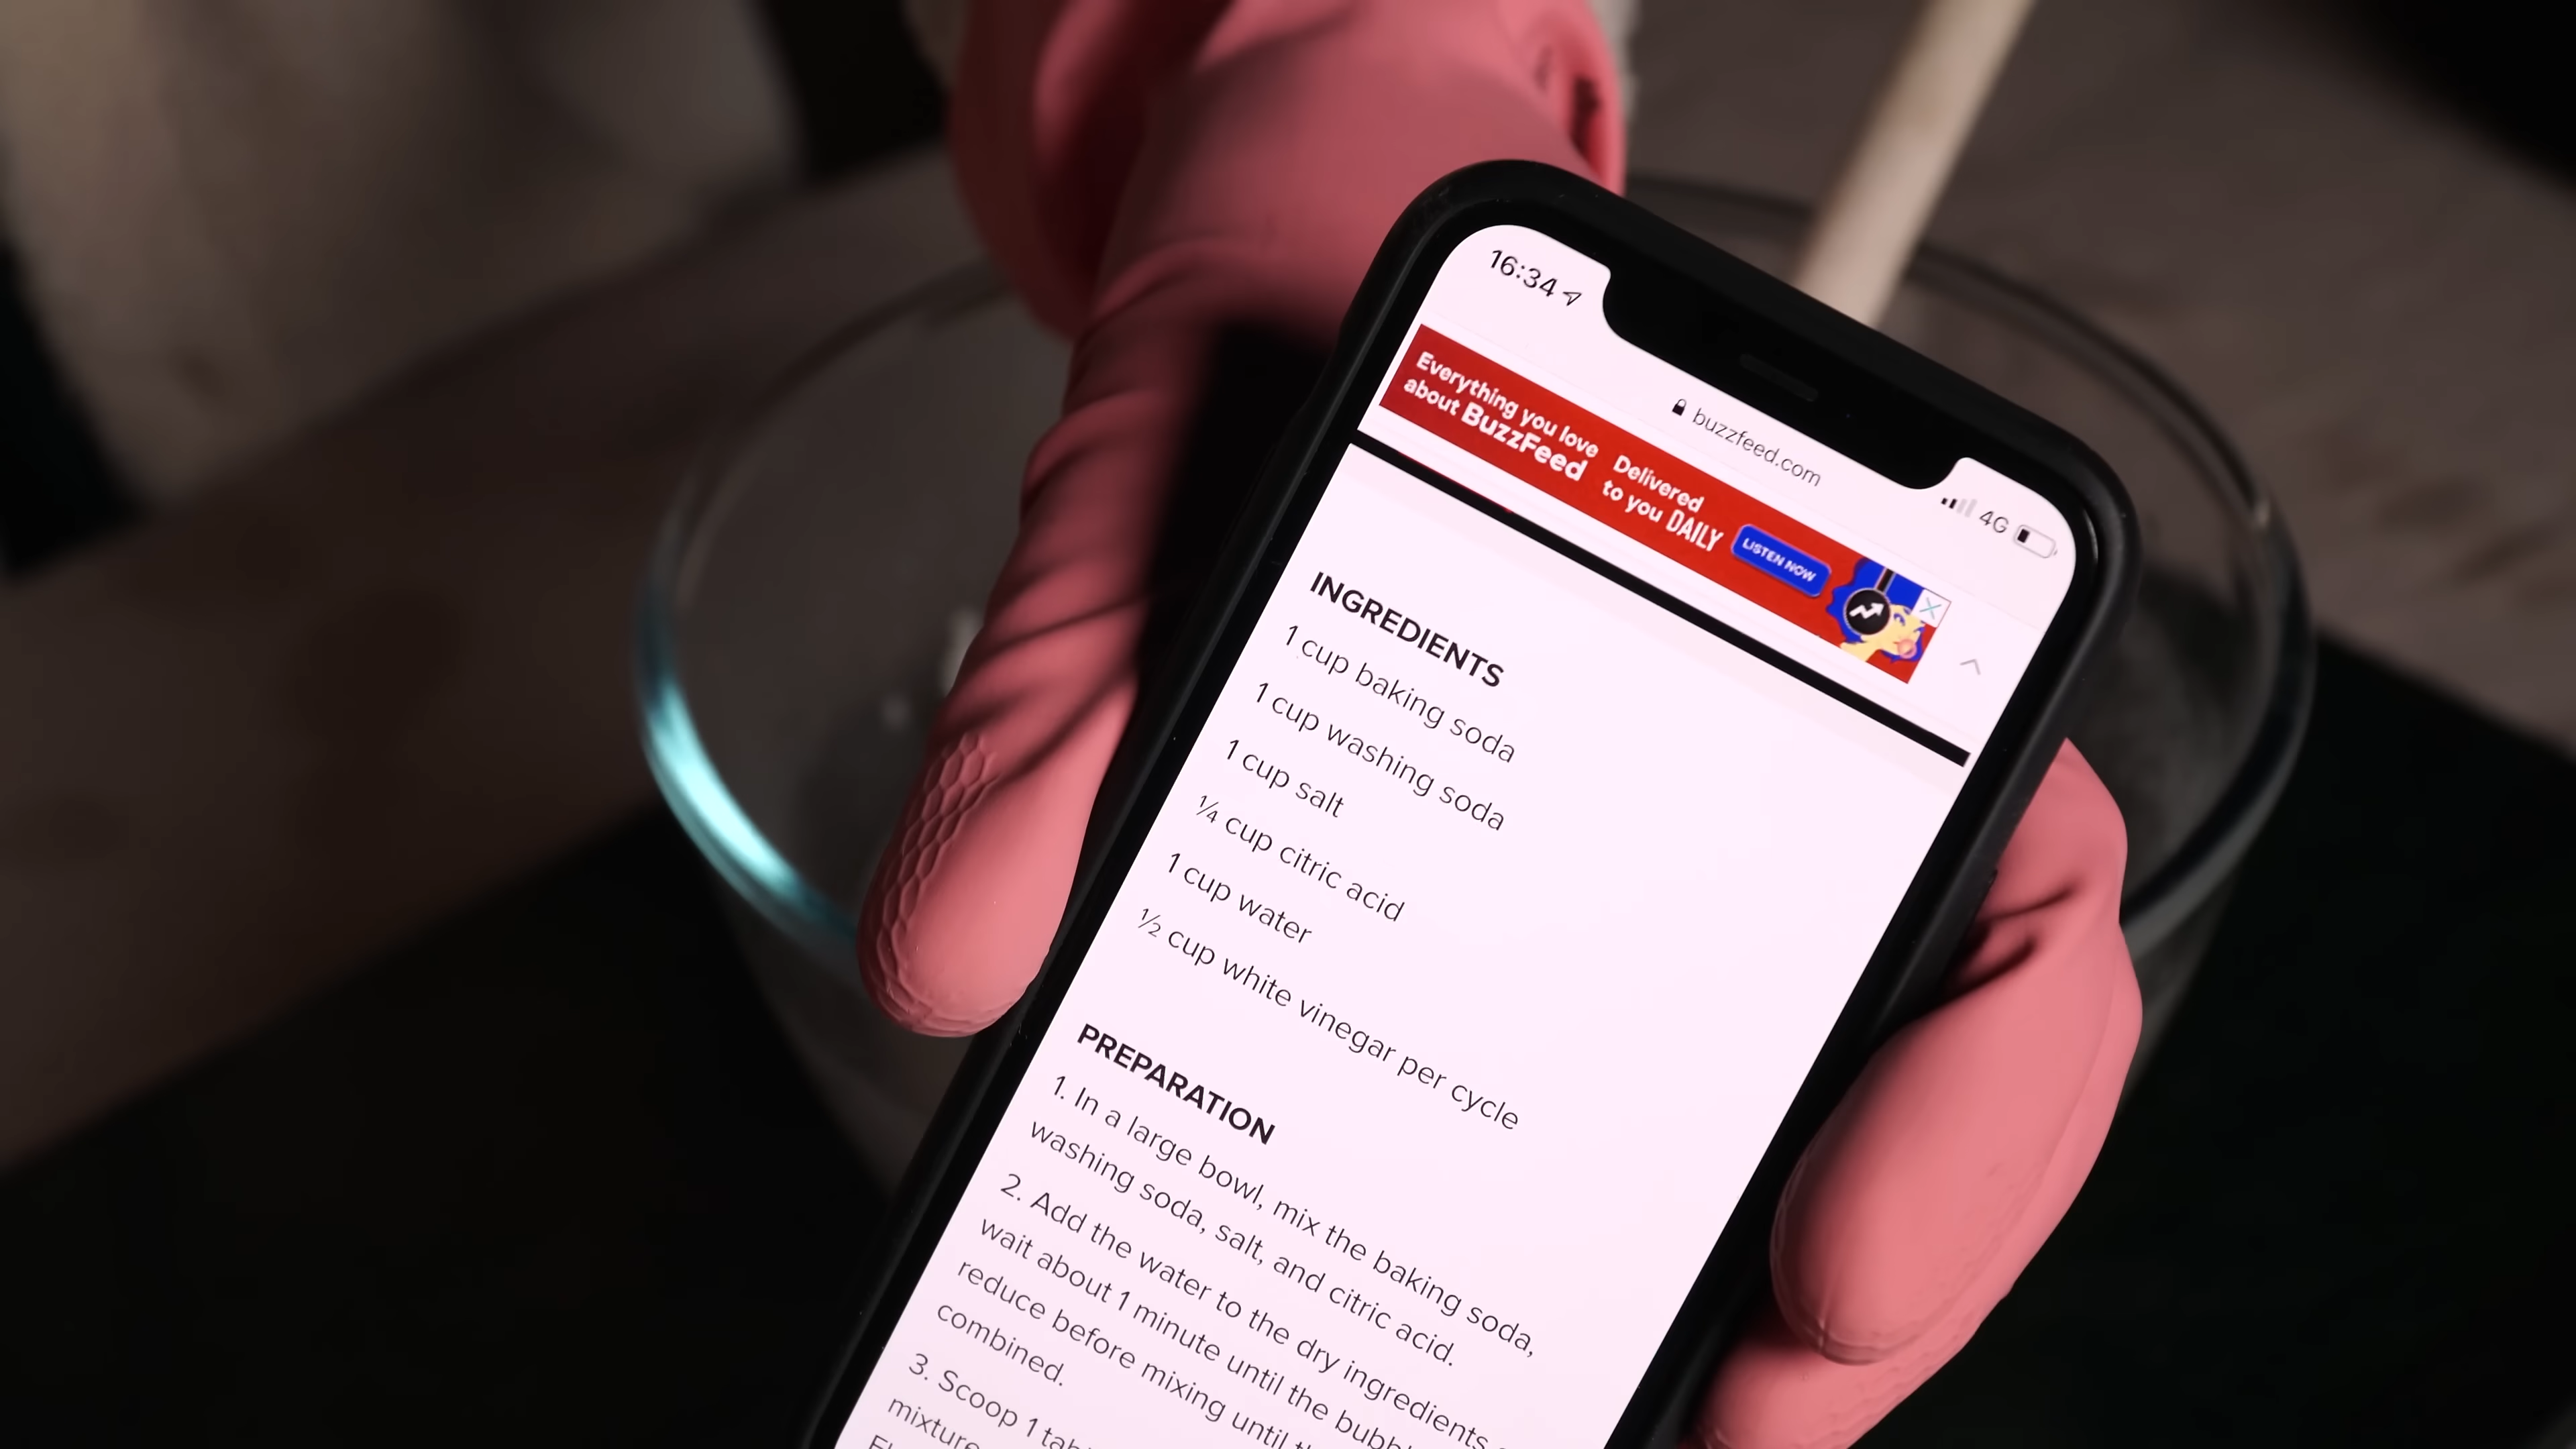 16:34
4G
buzzfeed.com
Everything you love
about BuzzFeed
Delivered
to you DAILY
LISTEN NOW
INGREDIENTS
1 cup baking soda
1 cup washing soda
1 cup salt
¼ cup citric acid
1 cup water
½ cup white vinegar per cycle
PREPARATION
1. In a large bowl, mix the baking soda,
washing soda, salt, and citric acid.
2. Add the water to the dry ingredients
wait about 1 minute until the
reduce before mixing until
combined.
3. Scoop 1
mixture